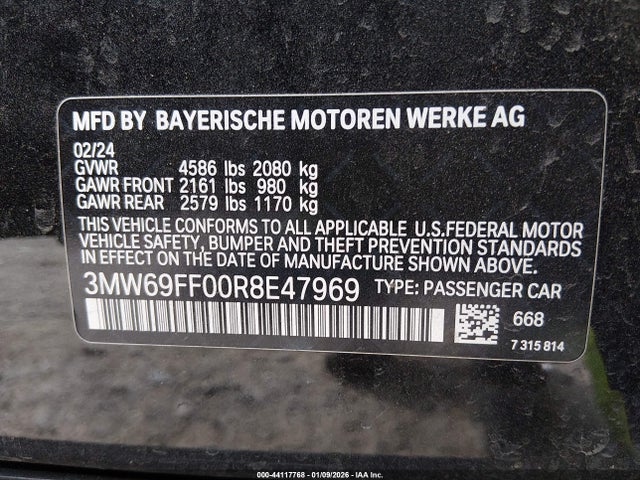 MFD BY BAYERISCHE MOTOREN WERKE AG
02/24
GVWR 4586 lbs 2080 kg
GAWR FRONT 2161 lbs 980 kg
GAWR REAR 2579 lbs 1170 kg
THIS VEHICLE CONFORMS TO ALL APPLICABLE U.S.FEDERAL MOTOR
VEHICLE SAFETY, BUMPER AND THEFT PREVENTION STANDARDS
IN EFFECT ON THE DATE OF MANUFACTURE SHOWN ABOVE.
3MW69FF00R8E47969 TYPE: PASSENGER CAR
668
7 315 814
000-44117768 - 01/09/2026 - IAA Inc.